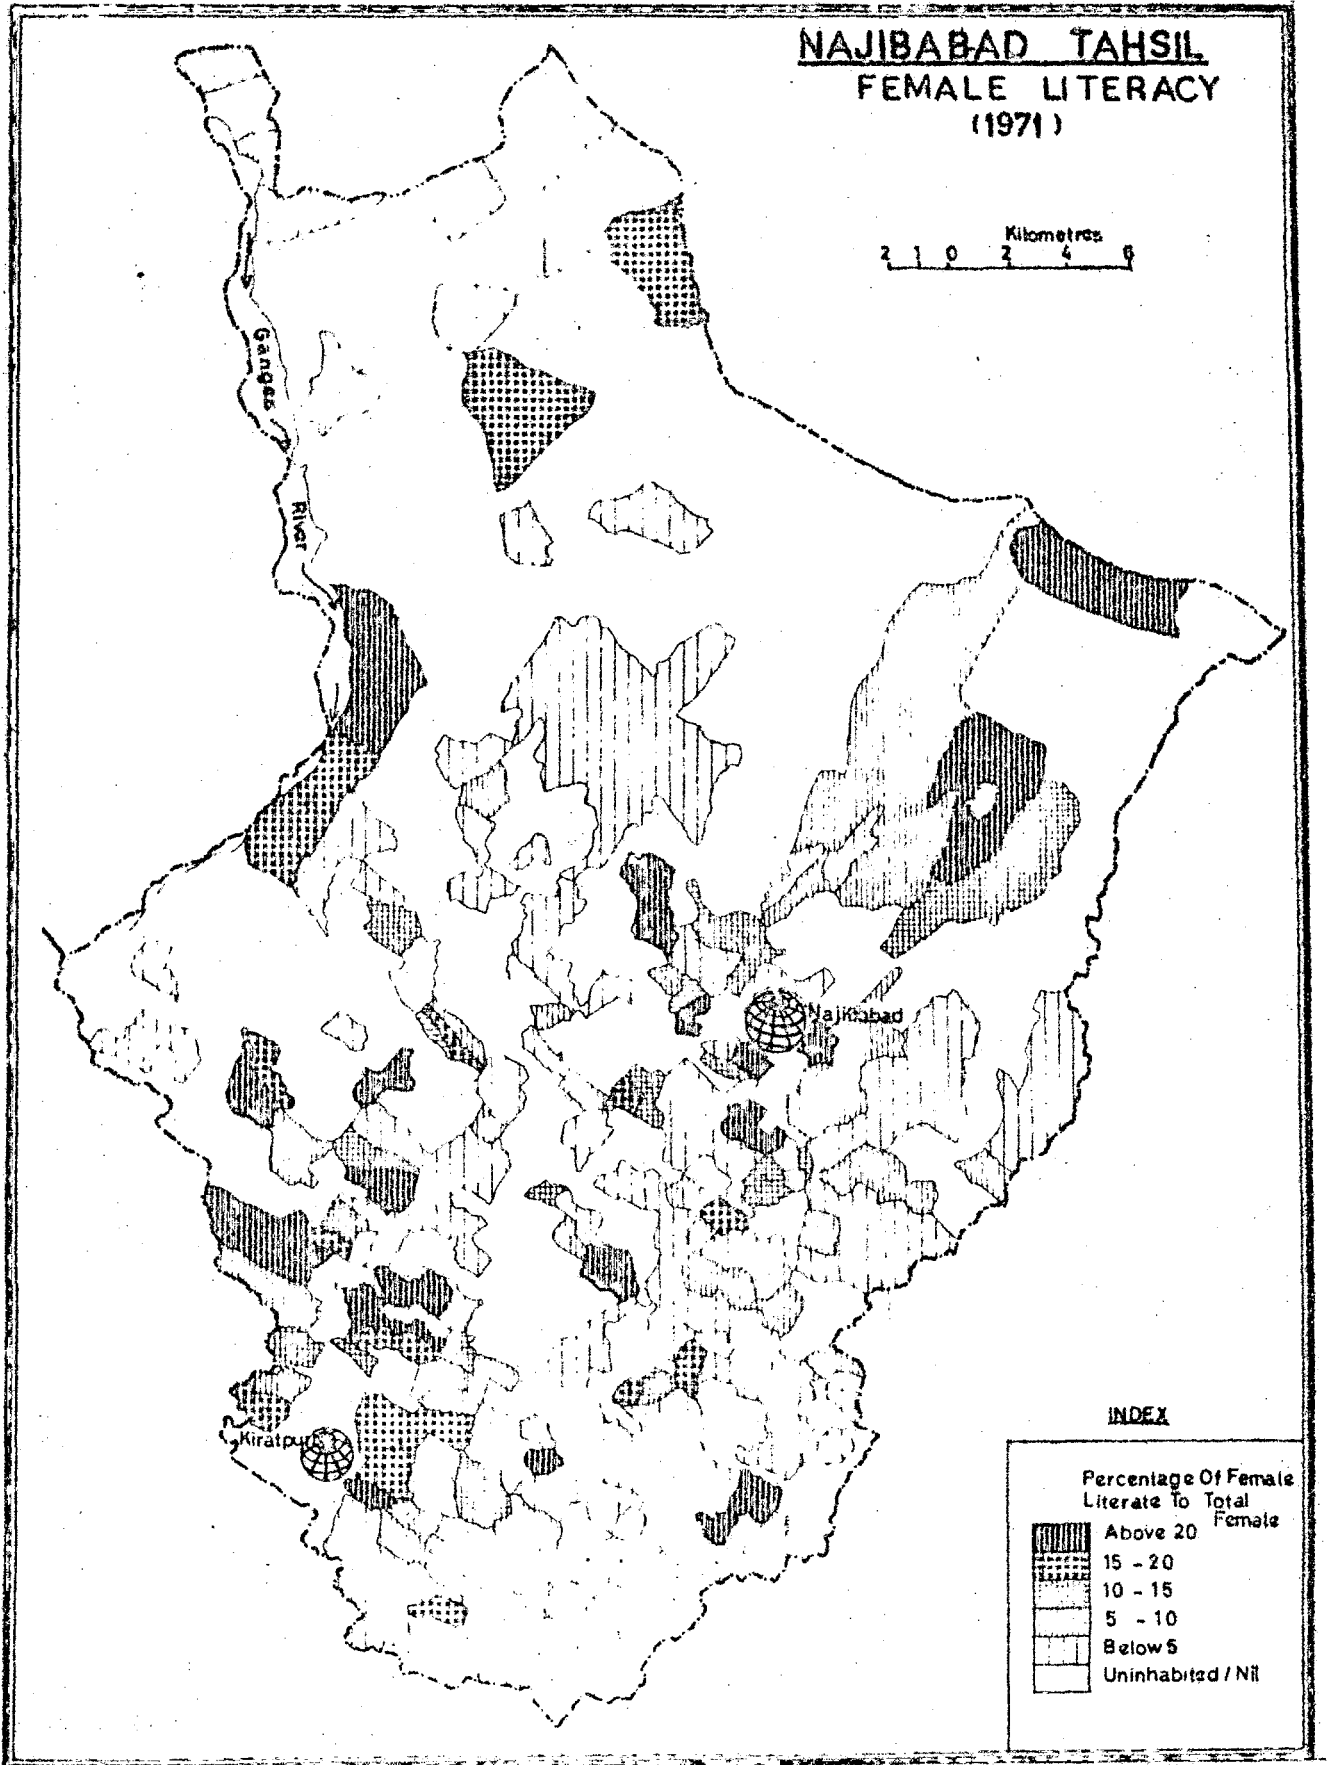 NAJIBABAD TAHSIL
FEMALE LITERACY
(1971)
Kilometres
2 1 0 2 4 6
Ganges
River
Najibabad
Kiratpur
INDEX
Percentage Of Female
Literate To Total
Female
Above 20
15 - 20
10 - 15
5 - 10
Below 5
Uninhabited / Nil